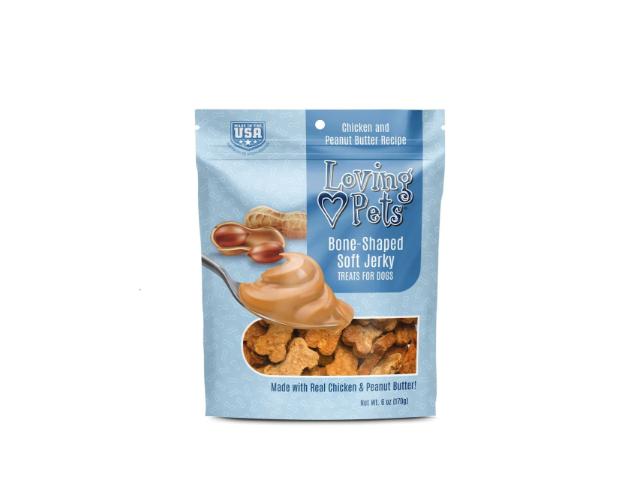 MADE IN THE
USA
Chicken and
Peanut Butter Recipe
Loving
Pets
Bone-Shaped
Soft Jerky
TREATS FOR DOGS
Made with Real Chicken & Peanut Butter!
Net Wt. 6 oz (170g)